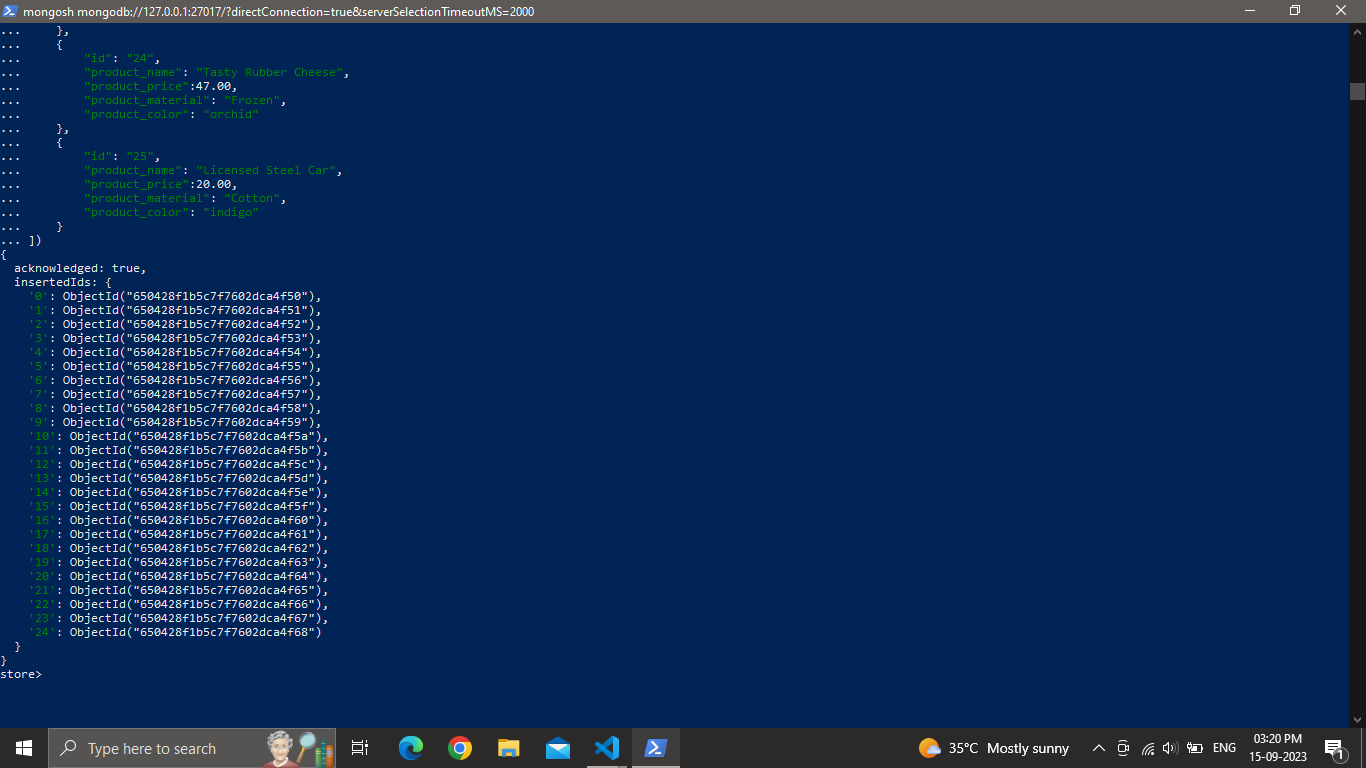 mongosh mongodb://127.0.0.1:27017/?directConnection=true&serverSelectionTimeoutMS=2000
...     },
...     {
...         "id": "24",
...         "product_name": "Tasty Rubber Cheese",
...         "product_price":47.00,
...         "product_material": "Frozen",
...         "product_color": "orchid"
...     },
...     {
...         "id": "25",
...         "product_name": "Licensed Steel Car",
...         "product_price":20.00,
...         "product_material": "Cotton",
...         "product_color": "indigo"
...     }
... ])
{
  acknowledged: true,
  insertedIds: {
    '0': ObjectId("650428f1b5c7f7602dca4f50"),
    '1': ObjectId("650428f1b5c7f7602dca4f51"),
    '2': ObjectId("650428f1b5c7f7602dca4f52"),
    '3': ObjectId("650428f1b5c7f7602dca4f53"),
    '4': ObjectId("650428f1b5c7f7602dca4f54"),
    '5': ObjectId("650428f1b5c7f7602dca4f55"),
    '6': ObjectId("650428f1b5c7f7602dca4f56"),
    '7': ObjectId("650428f1b5c7f7602dca4f57"),
    '8': ObjectId("650428f1b5c7f7602dca4f58"),
    '9': ObjectId("650428f1b5c7f7602dca4f59"),
    '10': ObjectId("650428f1b5c7f7602dca4f5a"),
    '11': ObjectId("650428f1b5c7f7602dca4f5b"),
    '12': ObjectId("650428f1b5c7f7602dca4f5c"),
    '13': ObjectId("650428f1b5c7f7602dca4f5d"),
    '14': ObjectId("650428f1b5c7f7602dca4f5e"),
    '15': ObjectId("650428f1b5c7f7602dca4f5f"),
    '16': ObjectId("650428f1b5c7f7602dca4f60"),
    '17': ObjectId("650428f1b5c7f7602dca4f61"),
    '18': ObjectId("650428f1b5c7f7602dca4f62"),
    '19': ObjectId("650428f1b5c7f7602dca4f63"),
    '20': ObjectId("650428f1b5c7f7602dca4f64"),
    '21': ObjectId("650428f1b5c7f7602dca4f65"),
    '22': ObjectId("650428f1b5c7f7602dca4f66"),
    '23': ObjectId("650428f1b5c7f7602dca4f67"),
    '24': ObjectId("650428f1b5c7f7602dca4f68")
  }
}
store>
Type here to search
35°C Mostly sunny
ENG
03:20 PM
15-09-2023
1